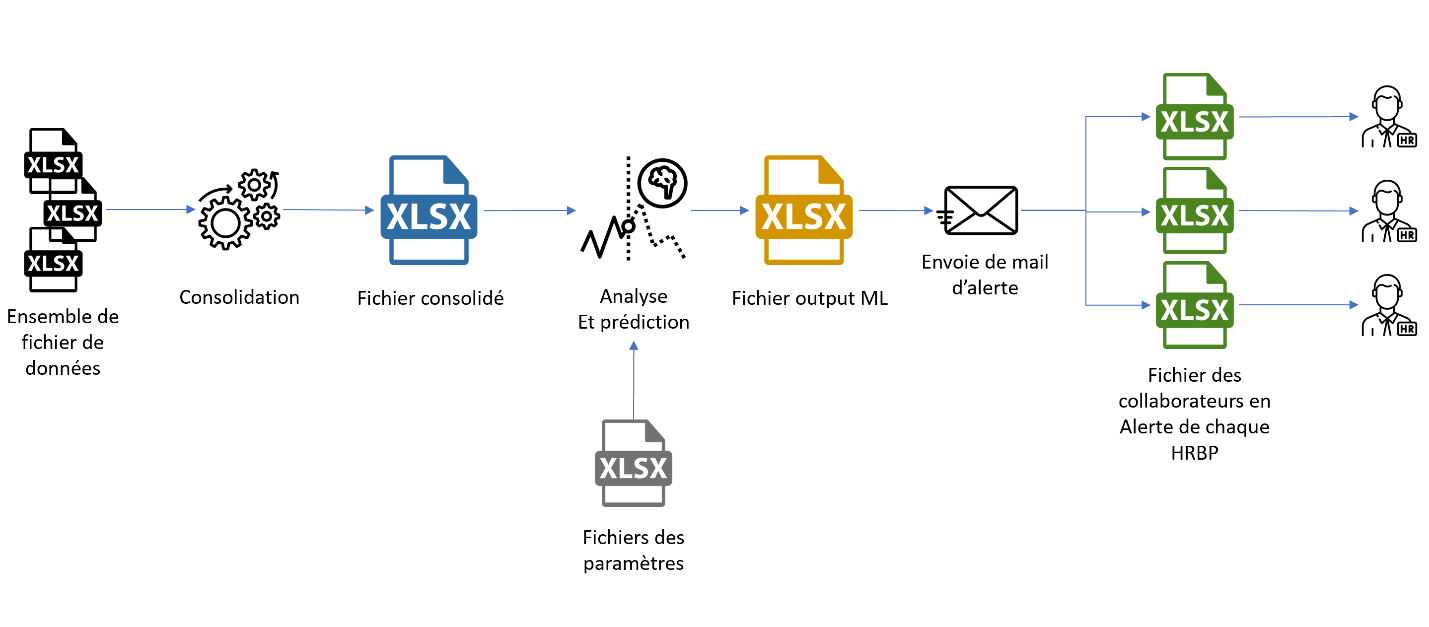 XLSX
XLSX
XLSX
Ensemble de
fichier de
données
Consolidation
XLSX
Fichier consolidé
Analyse
Et prédiction
XLSX
Fichiers des
paramètres
XLSX
Fichier output ML
Envoie de mail
d’alerte
XLSX
XLSX
XLSX
Fichier des
collaborateurs en
Alerte de chaque
HRBP
HR
HR
HR